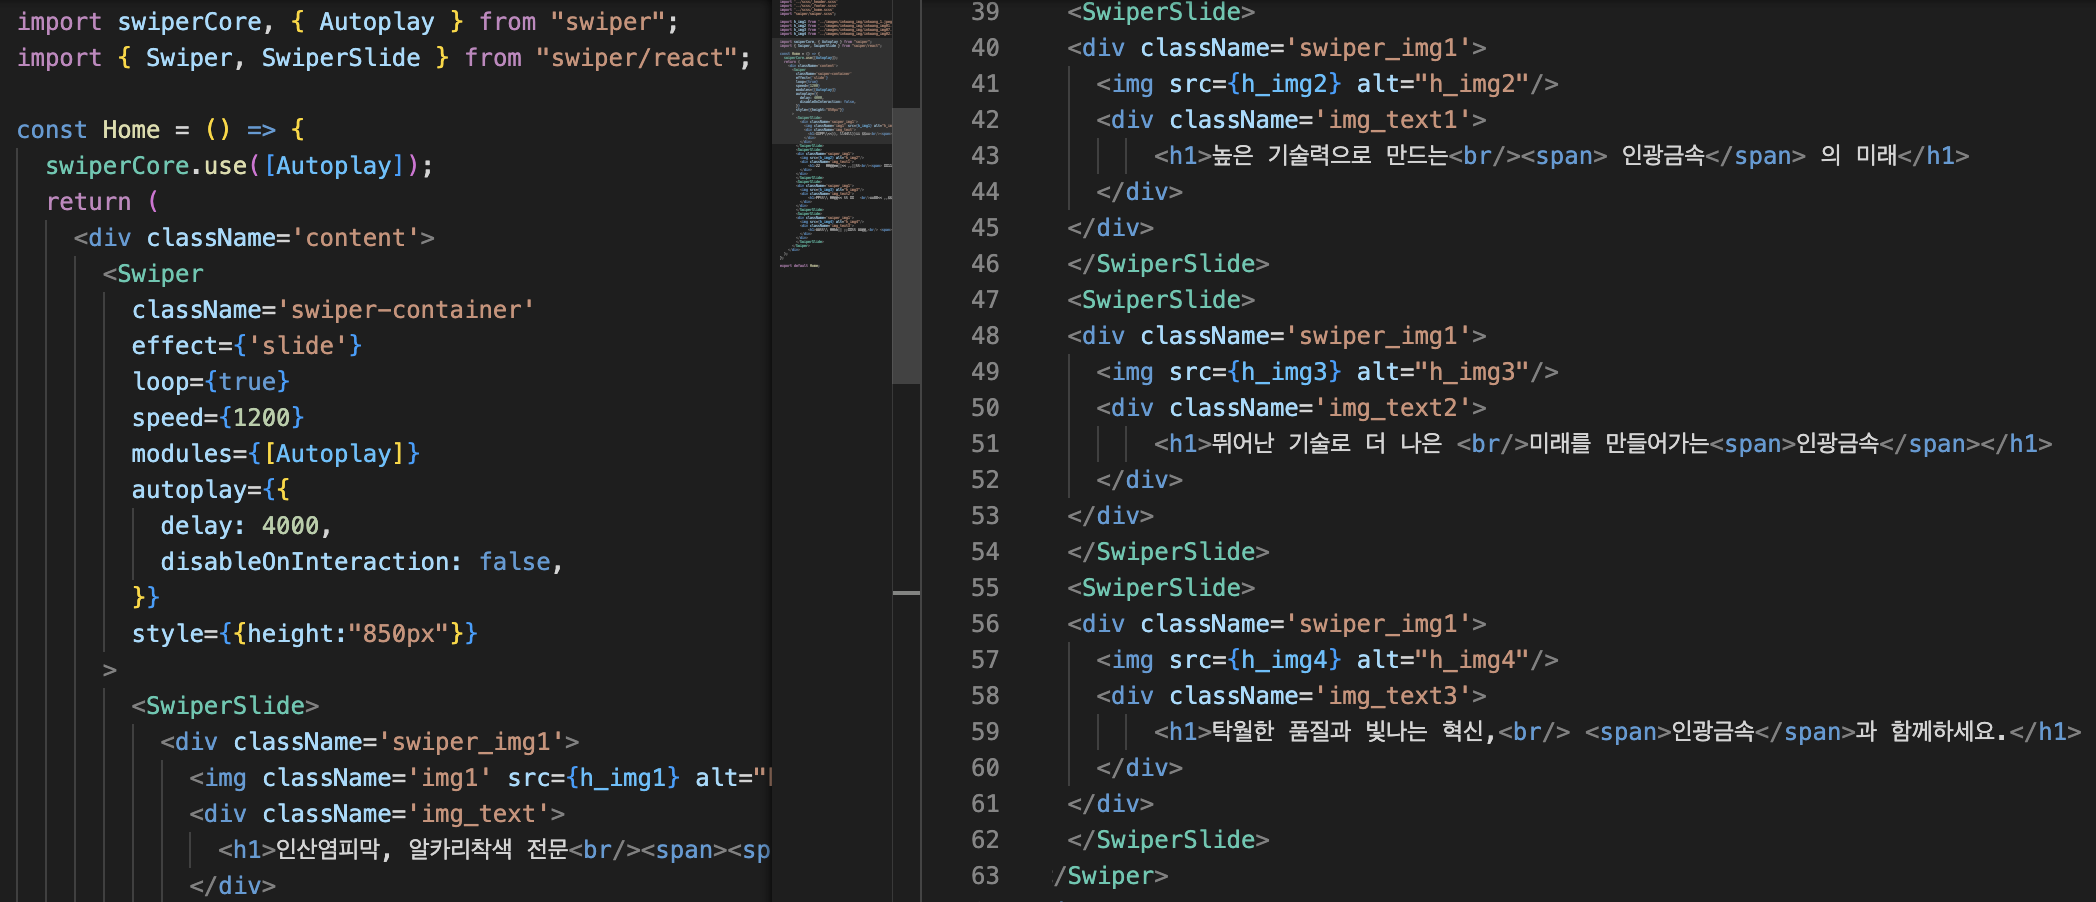 import swiperCore, { Autoplay } from "swiper";
import { Swiper, SwiperSlide } from "swiper/react";
const Home = () => {
swiperCore.use([Autoplay]);
return (
<div className='content'>
<Swiper
className='swiper-container'
effect={'slide'}
loop={true}
speed={1200}
modules={[Autoplay]}
autoplay={{
delay: 4000,
disableOnInteraction: false,
}}
style={{height:"850px"}}
>
<SwiperSlide>
<div className='swiper_img1'>
<img className='img1' src={h_img1} alt="
<div className='img_text'>
<h1>인산염피막, 알카리착색 전문<br/><span><sp
</div>
39 <SwiperSlide>
40 <div className='swiper_img1'>
41 <img src={h_img2} alt="h_img2"/>
42 <div className='img_text1'>
43 <h1>높은 기술력으로 만드는<br/><span> 인광금속</span> 의 미래</h1>
44 </div>
45 </div>
46 </SwiperSlide>
47 <SwiperSlide>
48 <div className='swiper_img1'>
49 <img src={h_img3} alt="h_img3"/>
50 <div className='img_text2'>
51 <h1>뛰어난 기술로 더 나은 <br/>미래를 만들어가는<span>인광금속</span></h1>
52 </div>
53 </div>
54 </SwiperSlide>
55 <SwiperSlide>
56 <div className='swiper_img1'>
57 <img src={h_img4} alt="h_img4"/>
58 <div className='img_text3'>
59 <h1>탁월한 품질과 빛나는 혁신,<br/> <span>인광금속</span>과 함께하세요.</h1>
60 </div>
61 </div>
62 </SwiperSlide>
63 /Swiper>